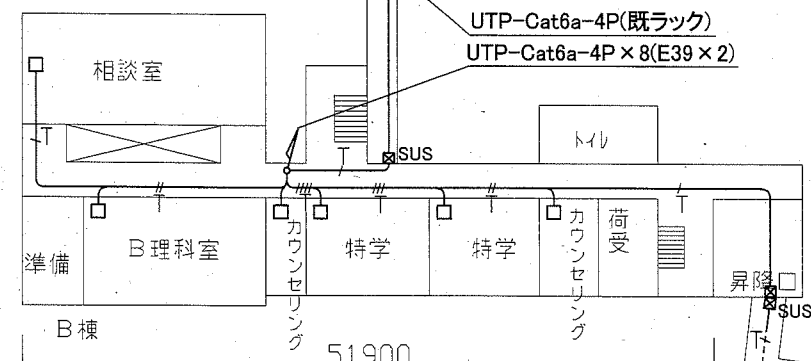 UTP-Cat6a-4P(既ラック)
UTP-Cat6a-4P×8(E39×2)
相談室
トイレ
T
T
SUS
T
T
T
T
T
準備
B理科室
カウンセリング
特学
特学
カウンセリング
荷受
昇降
SUS
T
B棟
51900